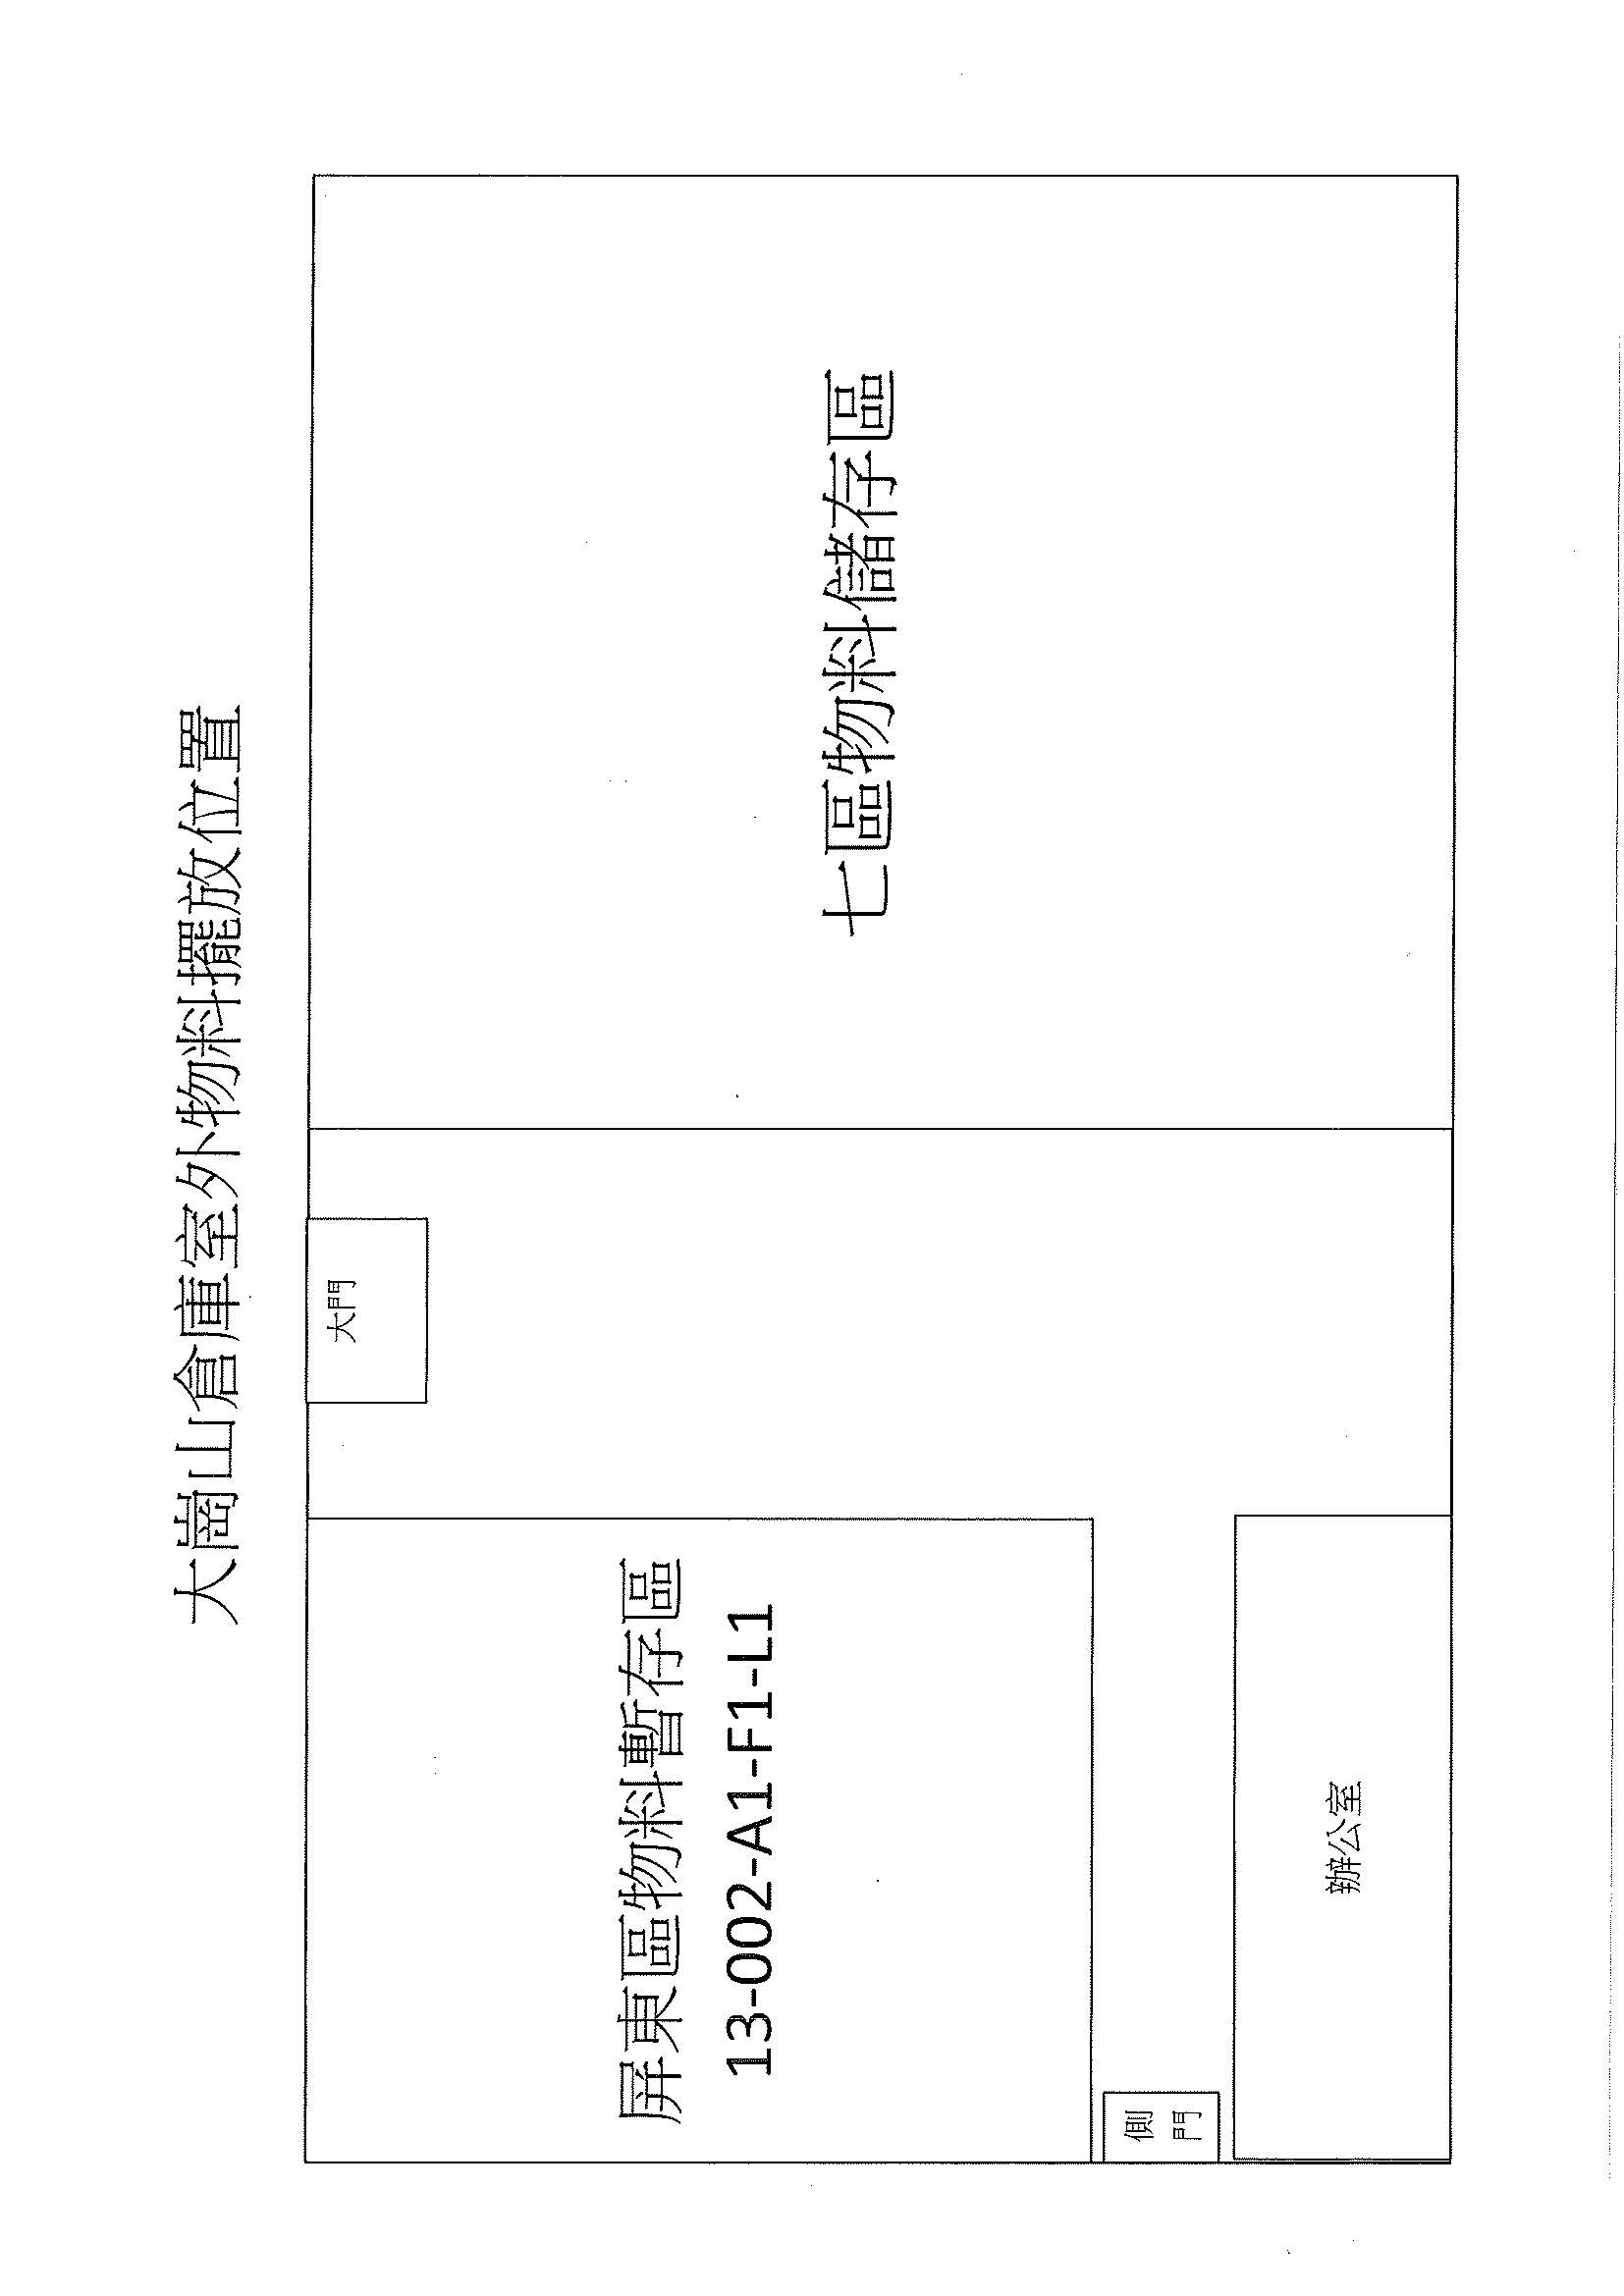 大崗山倉庫室外物料擺放位置
大門
七區物料儲存區
屏東區物料暫存區
13-002-A1-F1-L1
側
門
辦公室